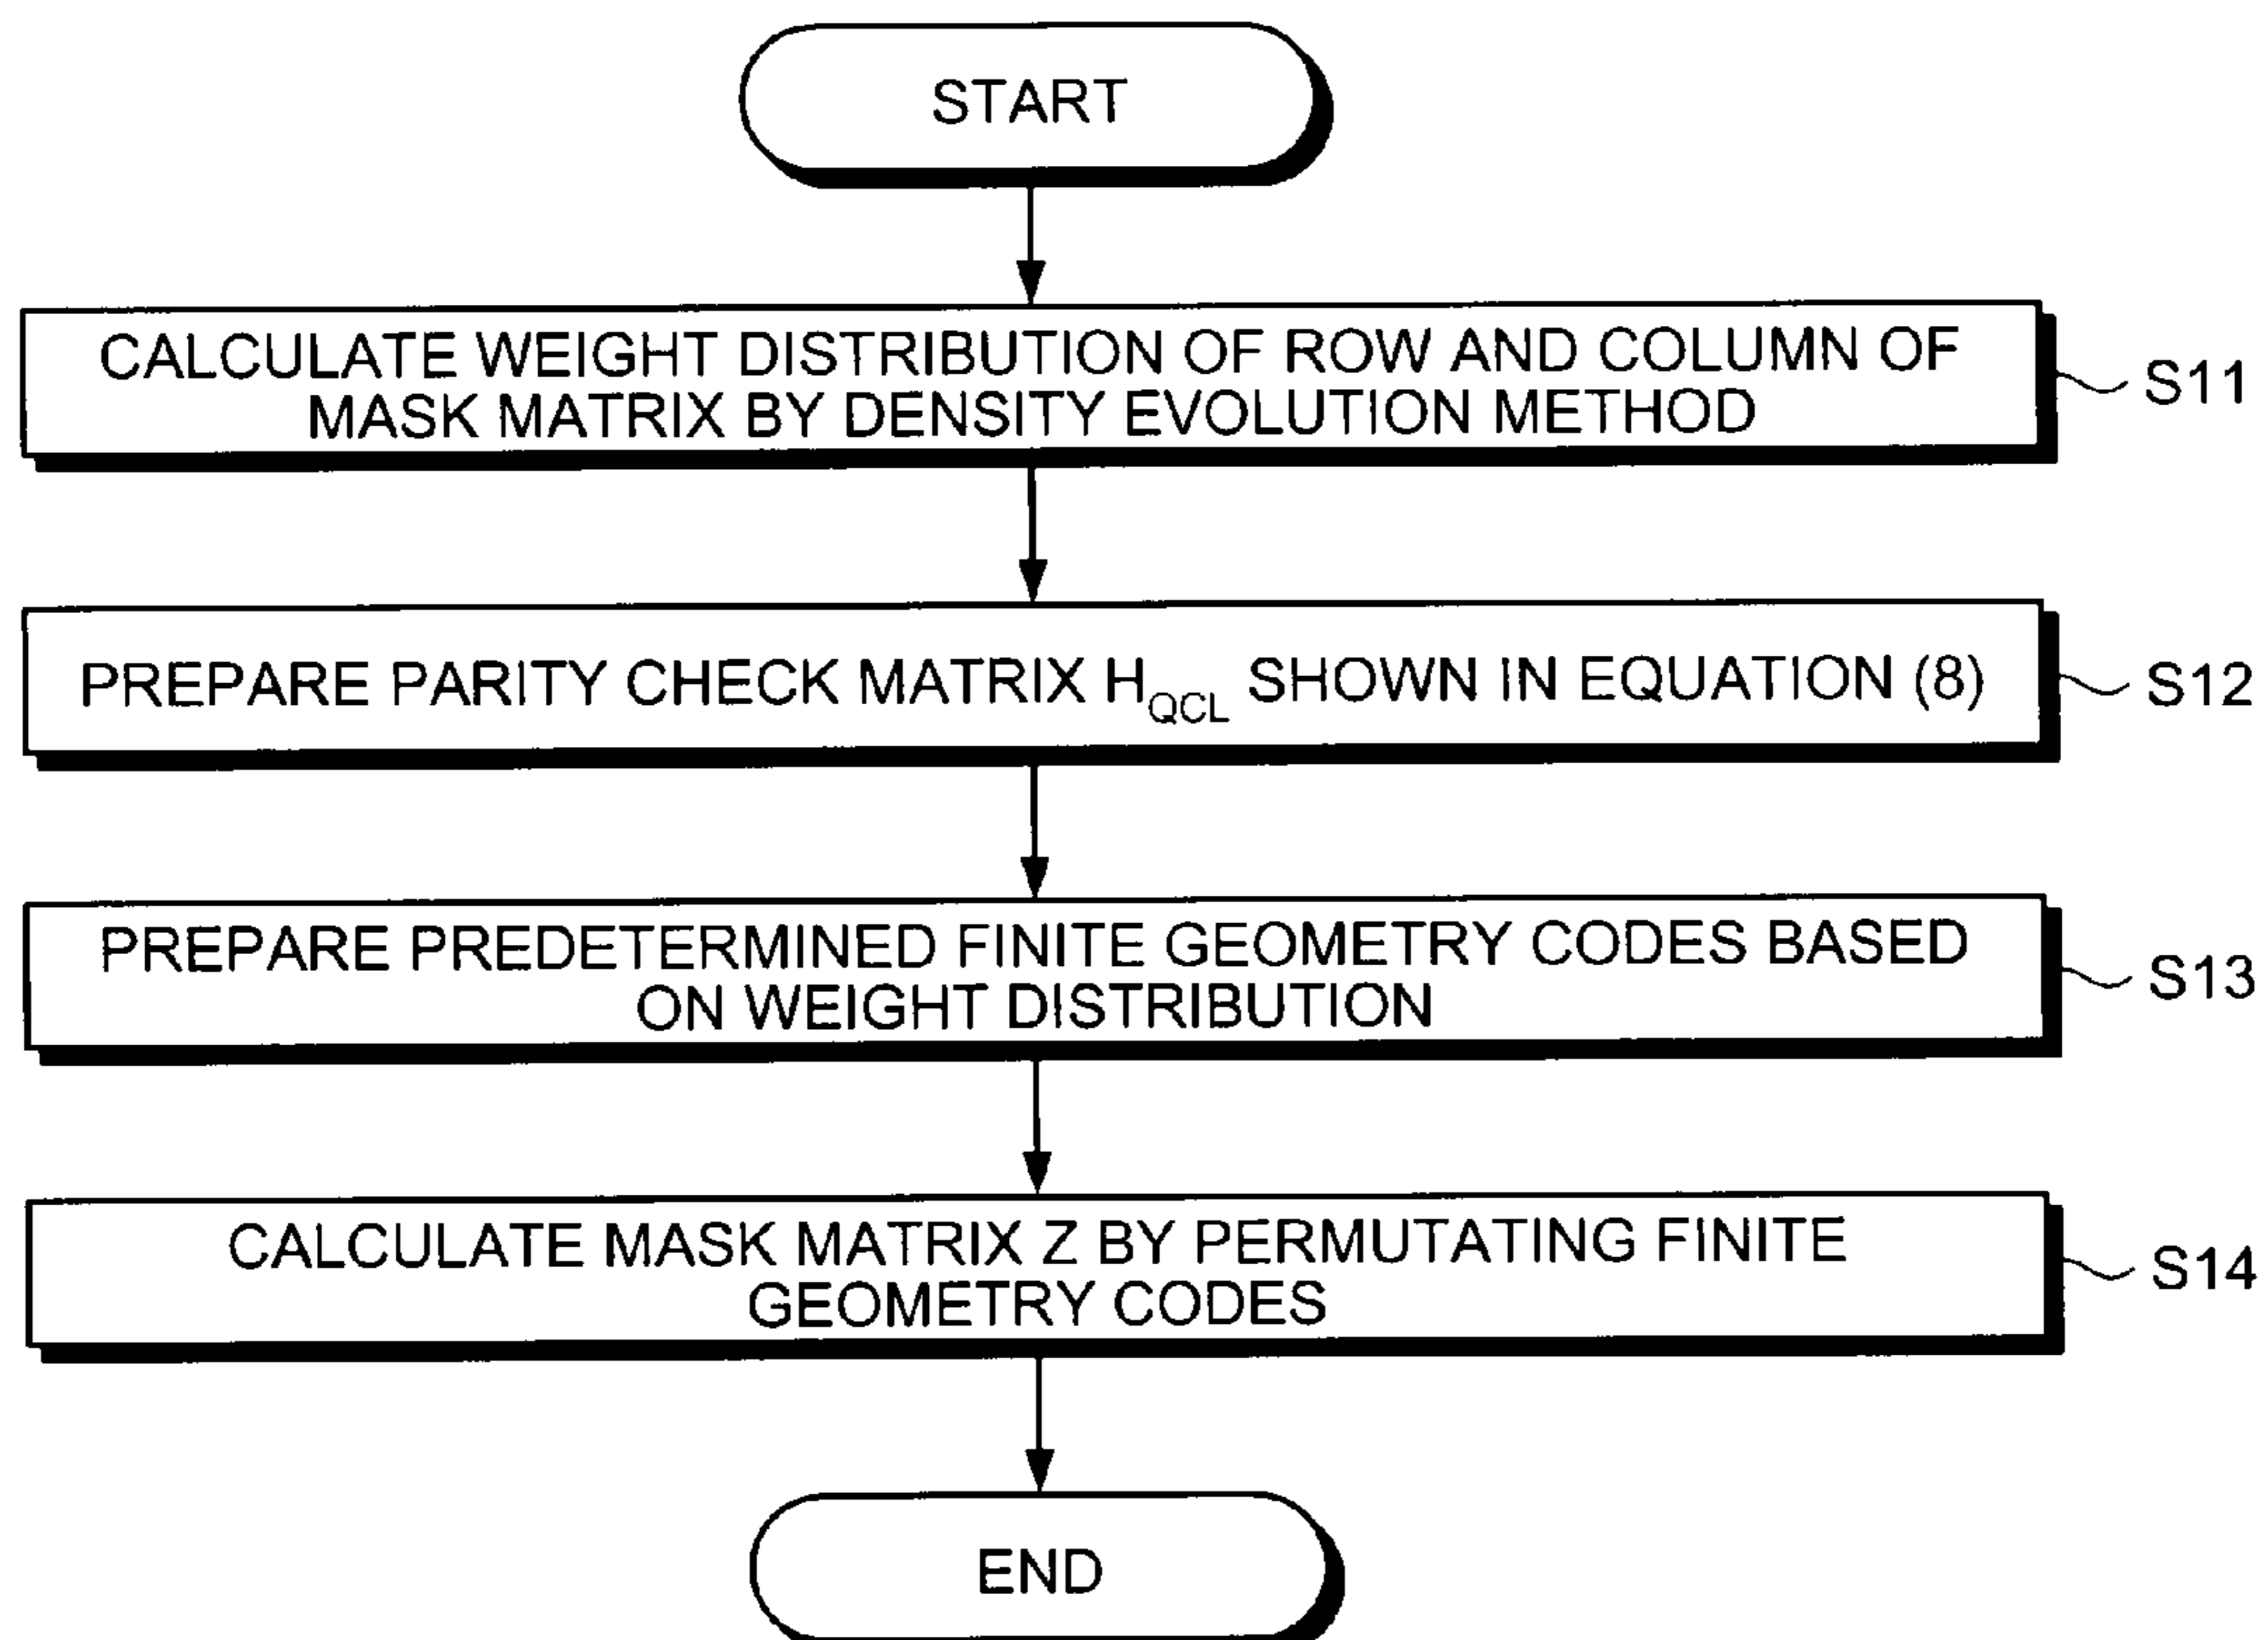 START
CALCULATE WEIGHT DISTRIBUTION OF ROW AND COLUMN OF
MASK MATRIX BY DENSITY EVOLUTION METHOD
S11
PREPARE PARITY CHECK MATRIX H_QCL SHOWN IN EQUATION (8)
S12
PREPARE PREDETERMINED FINITE GEOMETRY CODES BASED
ON WEIGHT DISTRIBUTION
S13
CALCULATE MASK MATRIX Z BY PERMUTATING FINITE
GEOMETRY CODES
S14
END